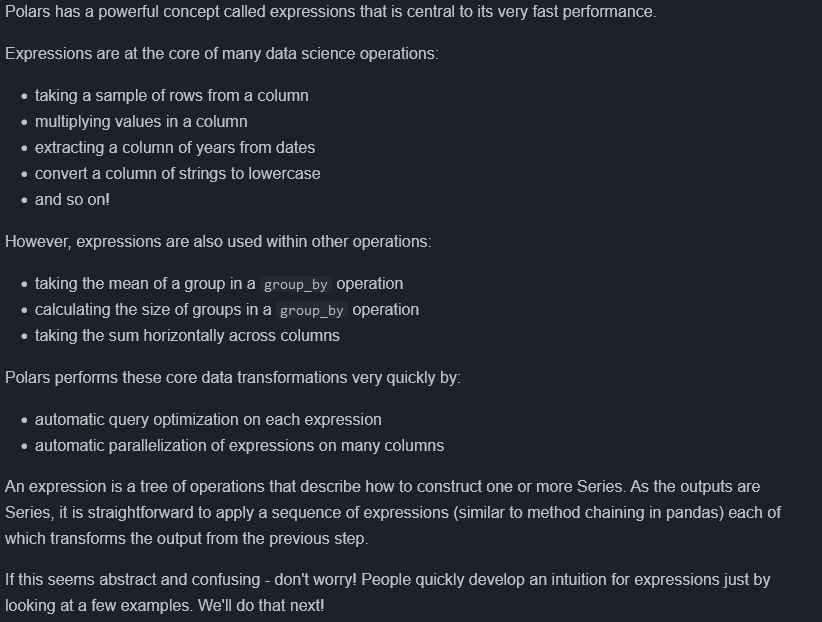 Polars has a powerful concept called expressions that is central to its very fast performance.
Expressions are at the core of many data science operations:
• taking a sample of rows from a column
• multiplying values in a column
• extracting a column of years from dates
• convert a column of strings to lowercase
• and so on!
However, expressions are also used within other operations:
• taking the mean of a group in a group_by operation
• calculating the size of groups in a group_by operation
• taking the sum horizontally across columns
Polars performs these core data transformations very quickly by:
• automatic query optimization on each expression
• automatic parallelization of expressions on many columns
An expression is a tree of operations that describe how to construct one or more Series. As the outputs are
Series, it is straightforward to apply a sequence of expressions (similar to method chaining in pandas) each of
which transforms the output from the previous step.
If this seems abstract and confusing - don't worry! People quickly develop an intuition for expressions just by
looking at a few examples. We'll do that next!